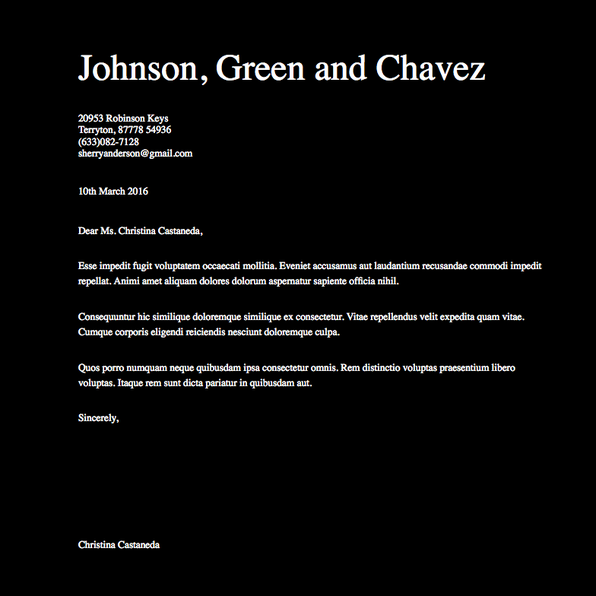 Johnson, Green and Chavez
20953 Robinson Keys
Terryton, 87778 54936
(633)082-7128
sherryanderson@gmail.com
10th March 2016
Dear Ms. Christina Castaneda,
Esse impedit fugit voluptatem occaecati mollitia. Eveniet accusamus aut laudantium recusandae commodi impedit
repellat. Animi amet aliquam dolores dolorum aspernatur sapiente officia nihil.
Consequuntur hic similique doloremque similique ex consectetur. Vitae repellendus velit expedita quam vitae.
Cumque corporis eligendi reiciendis nesciunt doloremque culpa.
Quos porro numquam neque quibusdam ipsa consectetur omnis. Rem distinctio voluptas praesentium libero
voluptas. Itaque rem sunt dicta pariatur in quibusdam aut.
Sincerely,
Christina Castaneda